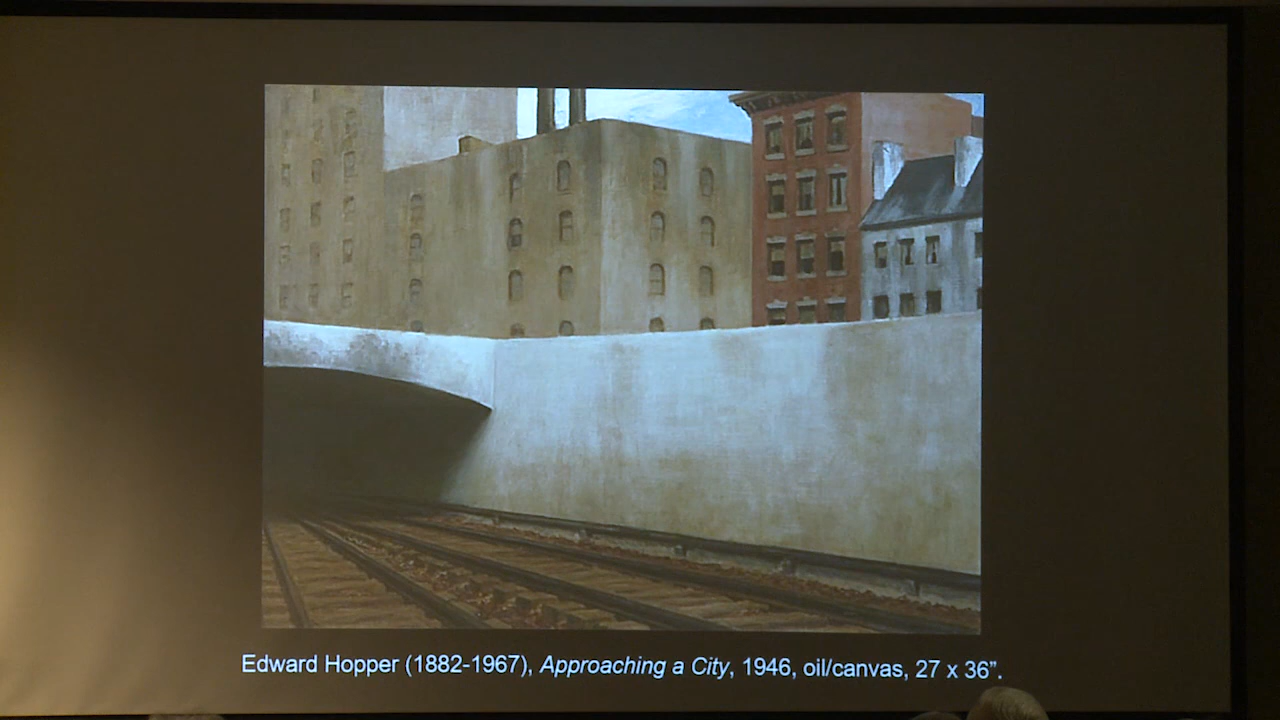 Edward Hopper (1882-1967), Approaching a City, 1946, oil/canvas, 27 x 36”.